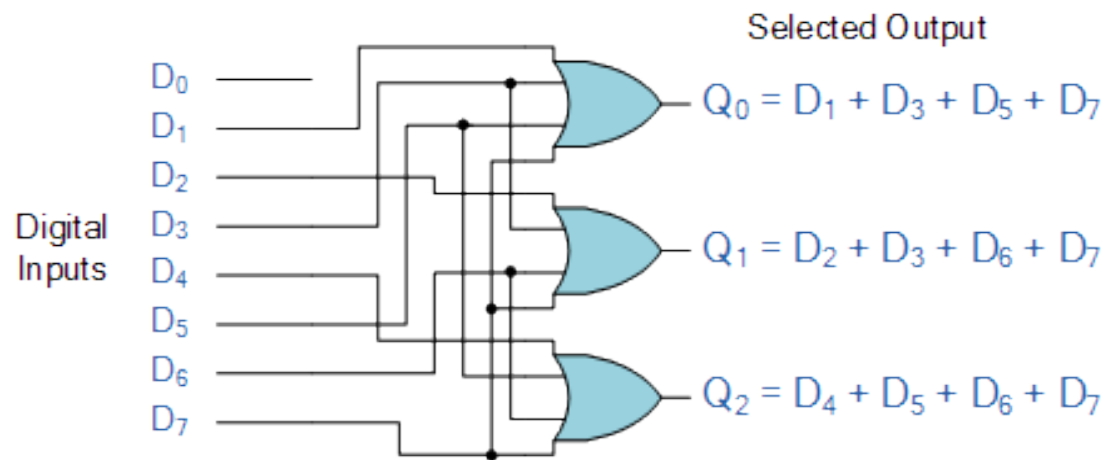 Selected Output
D₀
D₁
D₂
D₃
D₄
D₅
D₆
D₇
Digital
Inputs
Q₀ = D₁ + D₃ + D₅ + D₇
Q₁ = D₂ + D₃ + D₆ + D₇
Q₂ = D₄ + D₅ + D₆ + D₇